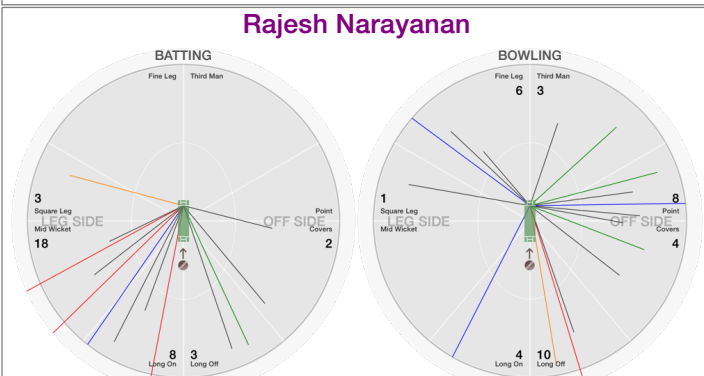 Rajesh Narayanan
BATTING
Fine Leg Third Man
3
Square Leg
LEG SIDE
Mid Wicket
18
Point
OFF SIDE
Covers
2
8 3
Long On Long Off
BOWLING
Fine Leg Third Man
6 3
1
Square Leg
LEG SIDE
Mid Wicket
8
Point
OFF SIDE
Covers
4
4 10
Long On Long Off